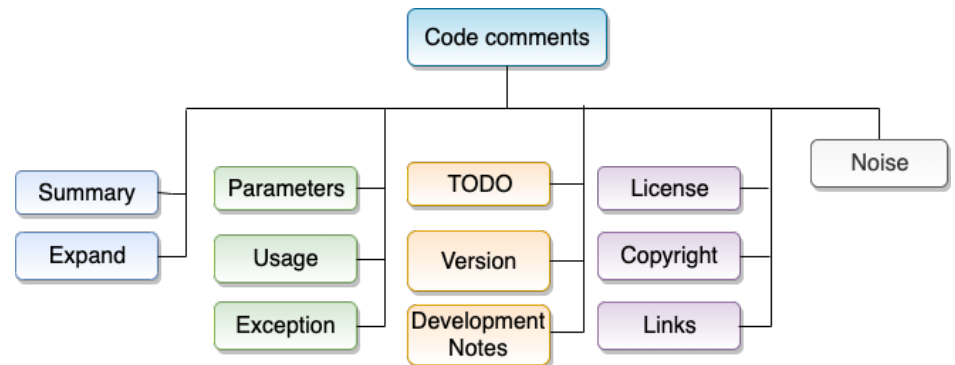 Code comments
Summary
Expand
Parameters
Usage
Exception
TODO
Version
Development
Notes
License
Copyright
Links
Noise